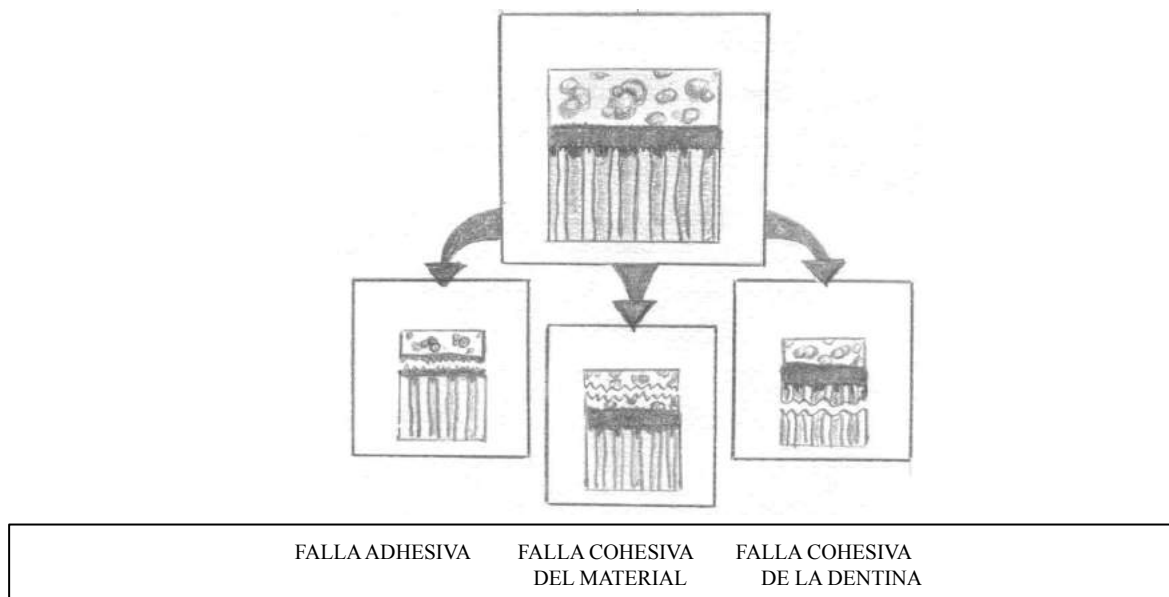 FALLA ADHESIVA FALLA COHESIVA FALLA COHESIVA
DEL MATERIAL DE LA DENTINA